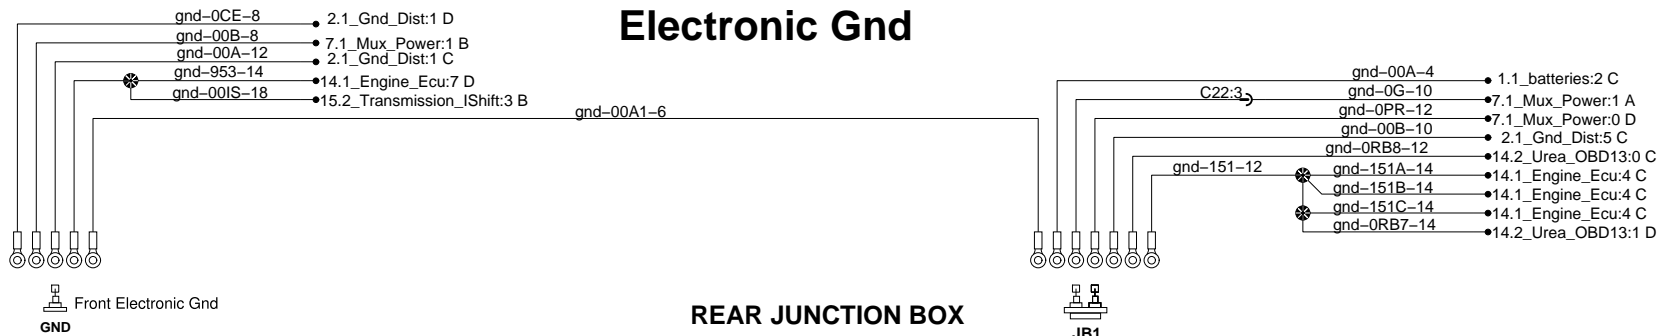 Electronic Gnd
gnd−0CE−8
2.1_Gnd_Dist:1 D
gnd−00B−8
7.1_Mux_Power:1 B
gnd−00A−12
2.1_Gnd_Dist:1 C
gnd−953−14
14.1_Engine_Ecu:7 D
gnd−00IS−18
15.2_Transmission_IShift:3 B
gnd−00A1−6
gnd−00A−4
1.1_batteries:2 C
C22:3
gnd−0G−10
7.1_Mux_Power:1 A
gnd−0PR−12
7.1_Mux_Power:0 D
gnd−00B−10
2.1_Gnd_Dist:5 C
gnd−0RB8−12
14.2_Urea_OBD13:0 C
gnd−151−12
gnd−151A−14
14.1_Engine_Ecu:4 C
gnd−151B−14
14.1_Engine_Ecu:4 C
gnd−151C−14
14.1_Engine_Ecu:4 C
gnd−0RB7−14
14.2_Urea_OBD13:1 D
Front Electronic Gnd
GND
REAR JUNCTION BOX
JB1